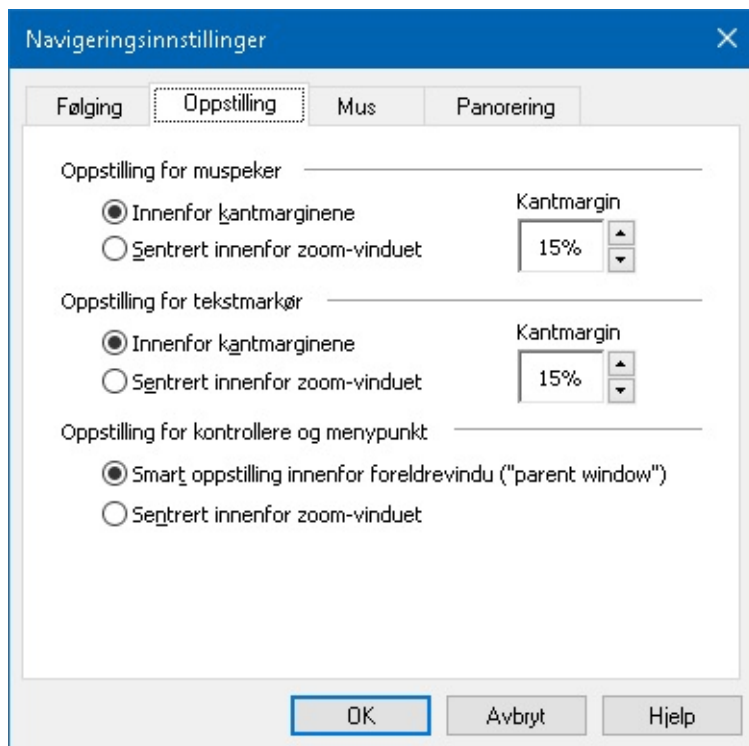 Navigeringsinnstillinger
Følging Oppstilling Mus Panorering
Oppstilling for muspeker
Innenfor kantmarginene
Sentrert innenfor zoom-vinduet
Kantmargin
15%
Oppstilling for tekstmarkør
Innenfor kantmarginene
Sentrert innenfor zoom-vinduet
Kantmargin
15%
Oppstilling for kontrollere og menypunkt
Smart oppstilling innenfor foreldrevindu ("parent window")
Sentrert innenfor zoom-vinduet
OK Avbryt Hjelp